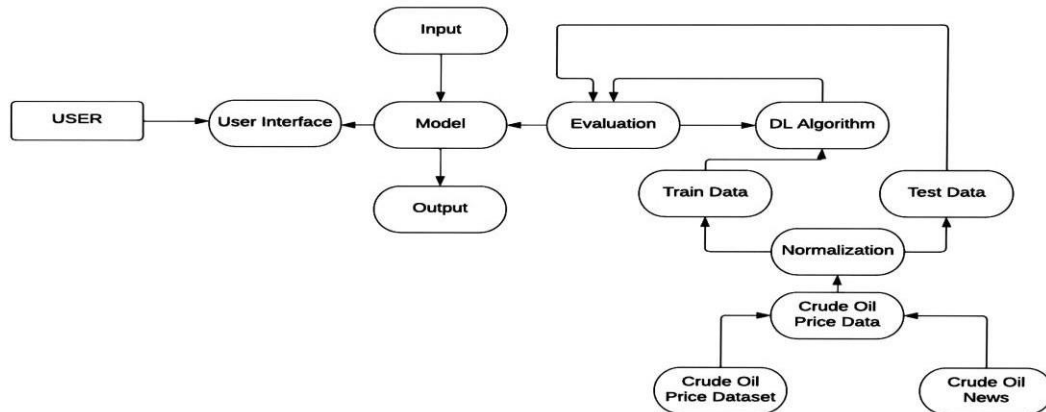 Input
USER
User Interface
Model
Evaluation
DL Algorithm
Output
Train Data
Test Data
Normalization
Crude Oil
Price Data
Crude Oil
Price Dataset
Crude Oil
News